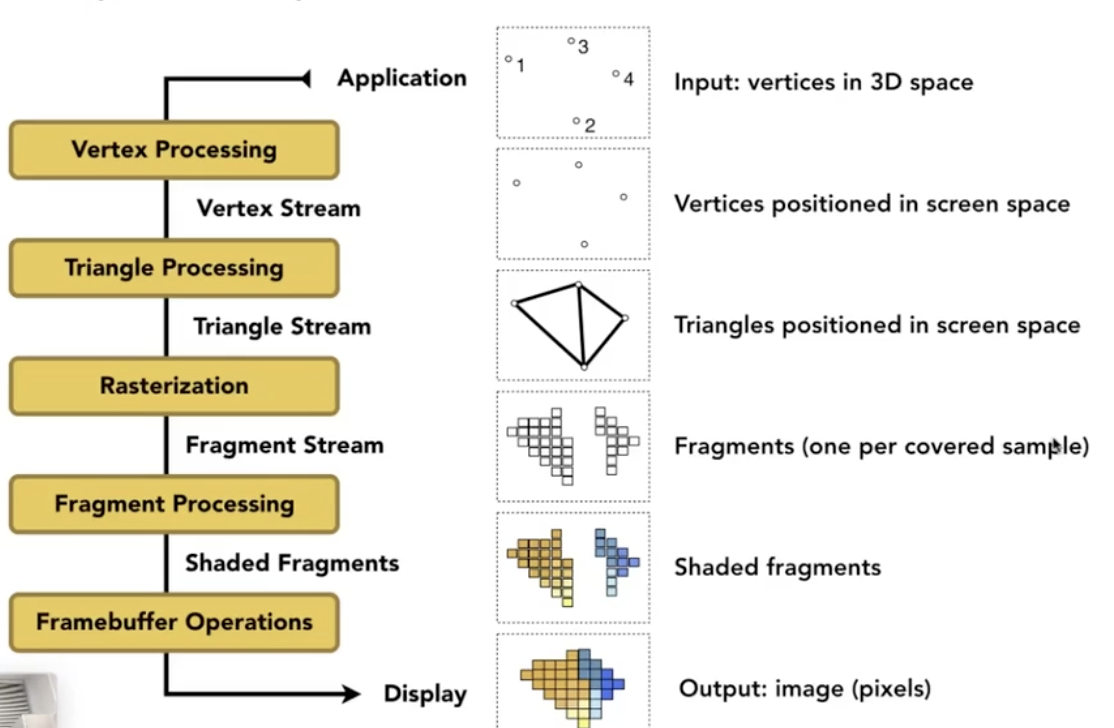 Application
3
1
4
2
Input: vertices in 3D space
Vertex Processing
Vertex Stream
Vertices positioned in screen space
Triangle Processing
Triangle Stream
Triangles positioned in screen space
Rasterization
Fragment Stream
Fragments (one per covered sample)
Fragment Processing
Shaded Fragments
Shaded fragments
Framebuffer Operations
Display
Output: image (pixels)